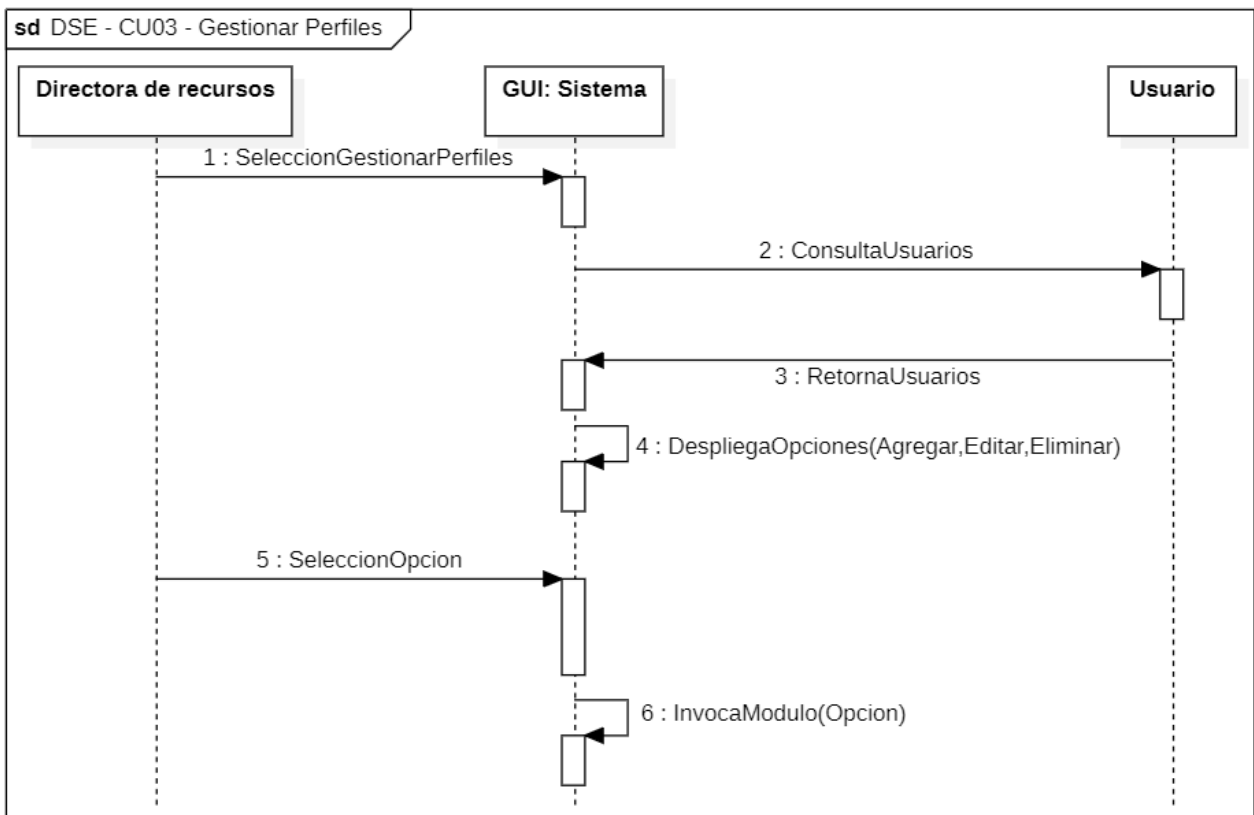 sd DSE - CU03 - Gestionar Perfiles
Directora de recursos
GUI: Sistema
Usuario
1 : SeleccionGestionarPerfiles
2 : ConsultaUsuarios
3 : RetornaUsuarios
4 : DespliegaOpciones(Agregar,Editar,Eliminar)
5 : SeleccionOpcion
6 : InvocaModulo(Opcion)